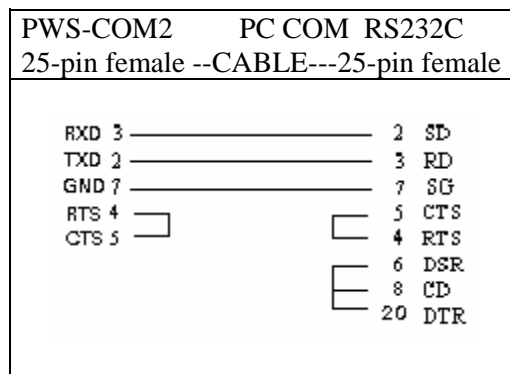 PWS-COM2 PC COM RS232C
25-pin female --CABLE---25-pin female
RXD 3 2 SD
TXD 2 3 RD
GND 7 7 SG
RTS 4 5 CTS
CTS 5 4 RTS
6 DSR
8 CD
20 DTR